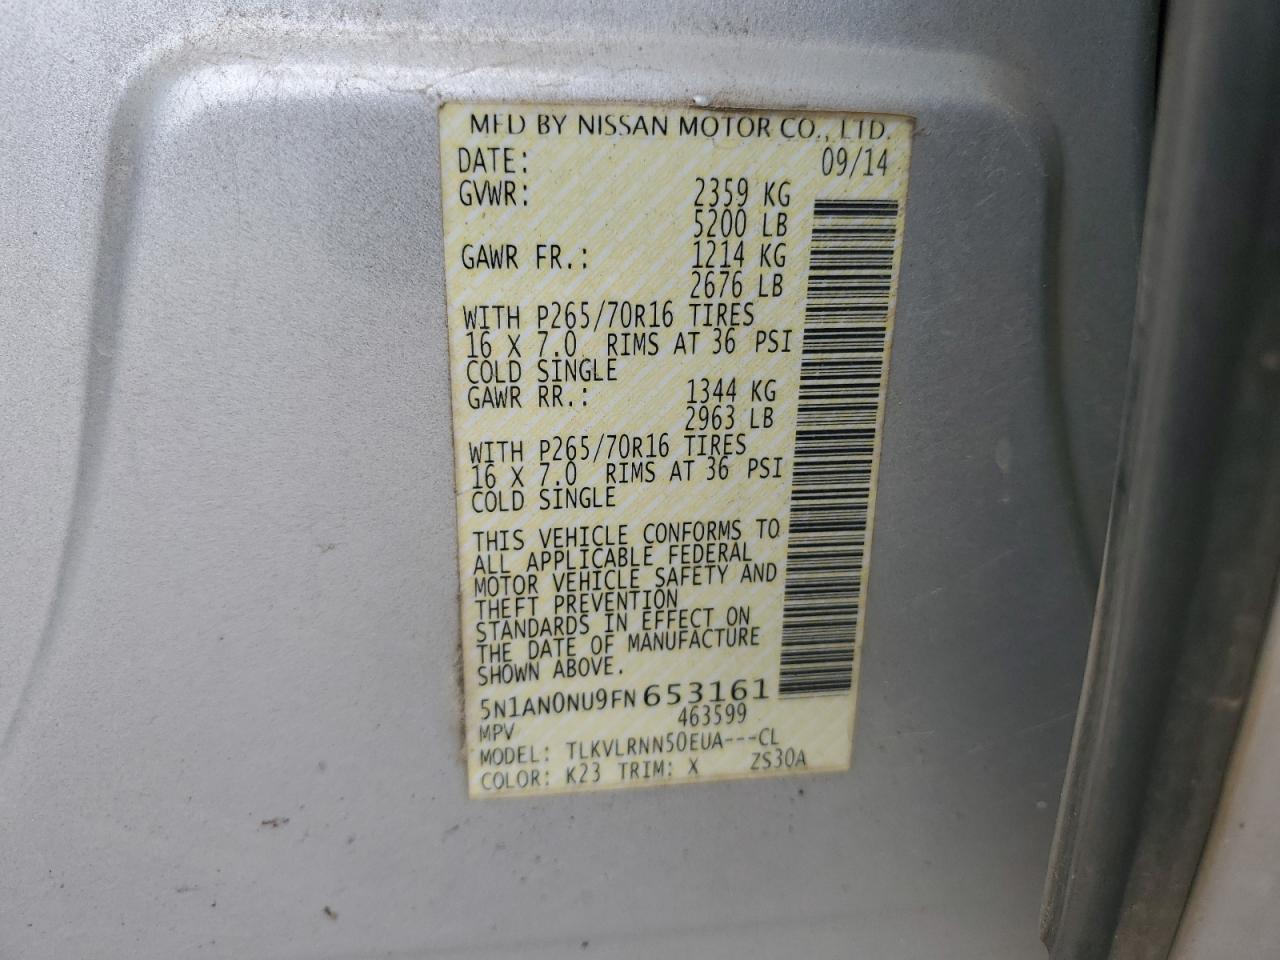 MFD BY NISSAN MOTOR CO., LTD.
DATE: 09/14
GVWR: 2359 KG
5200 LB
GAWR FR.: 1214 KG
2676 LB
WITH P265/70R16 TIRES
16 X 7.0 RIMS AT 36 PSI
COLD SINGLE
GAWR RR.: 1344 KG
2963 LB
WITH P265/70R16 TIRES
16 X 7.0 RIMS AT 36 PSI
COLD SINGLE
THIS VEHICLE CONFORMS TO
ALL APPLICABLE FEDERAL
MOTOR VEHICLE SAFETY AND
THEFT PREVENTION
STANDARDS IN EFFECT ON
THE DATE OF MANUFACTURE
SHOWN ABOVE.
5N1AN0NU9FN653161
MPV 463599
MODEL: TLKVLRNN50EUA---CL
COLOR: K23 TRIM: X ZS30A